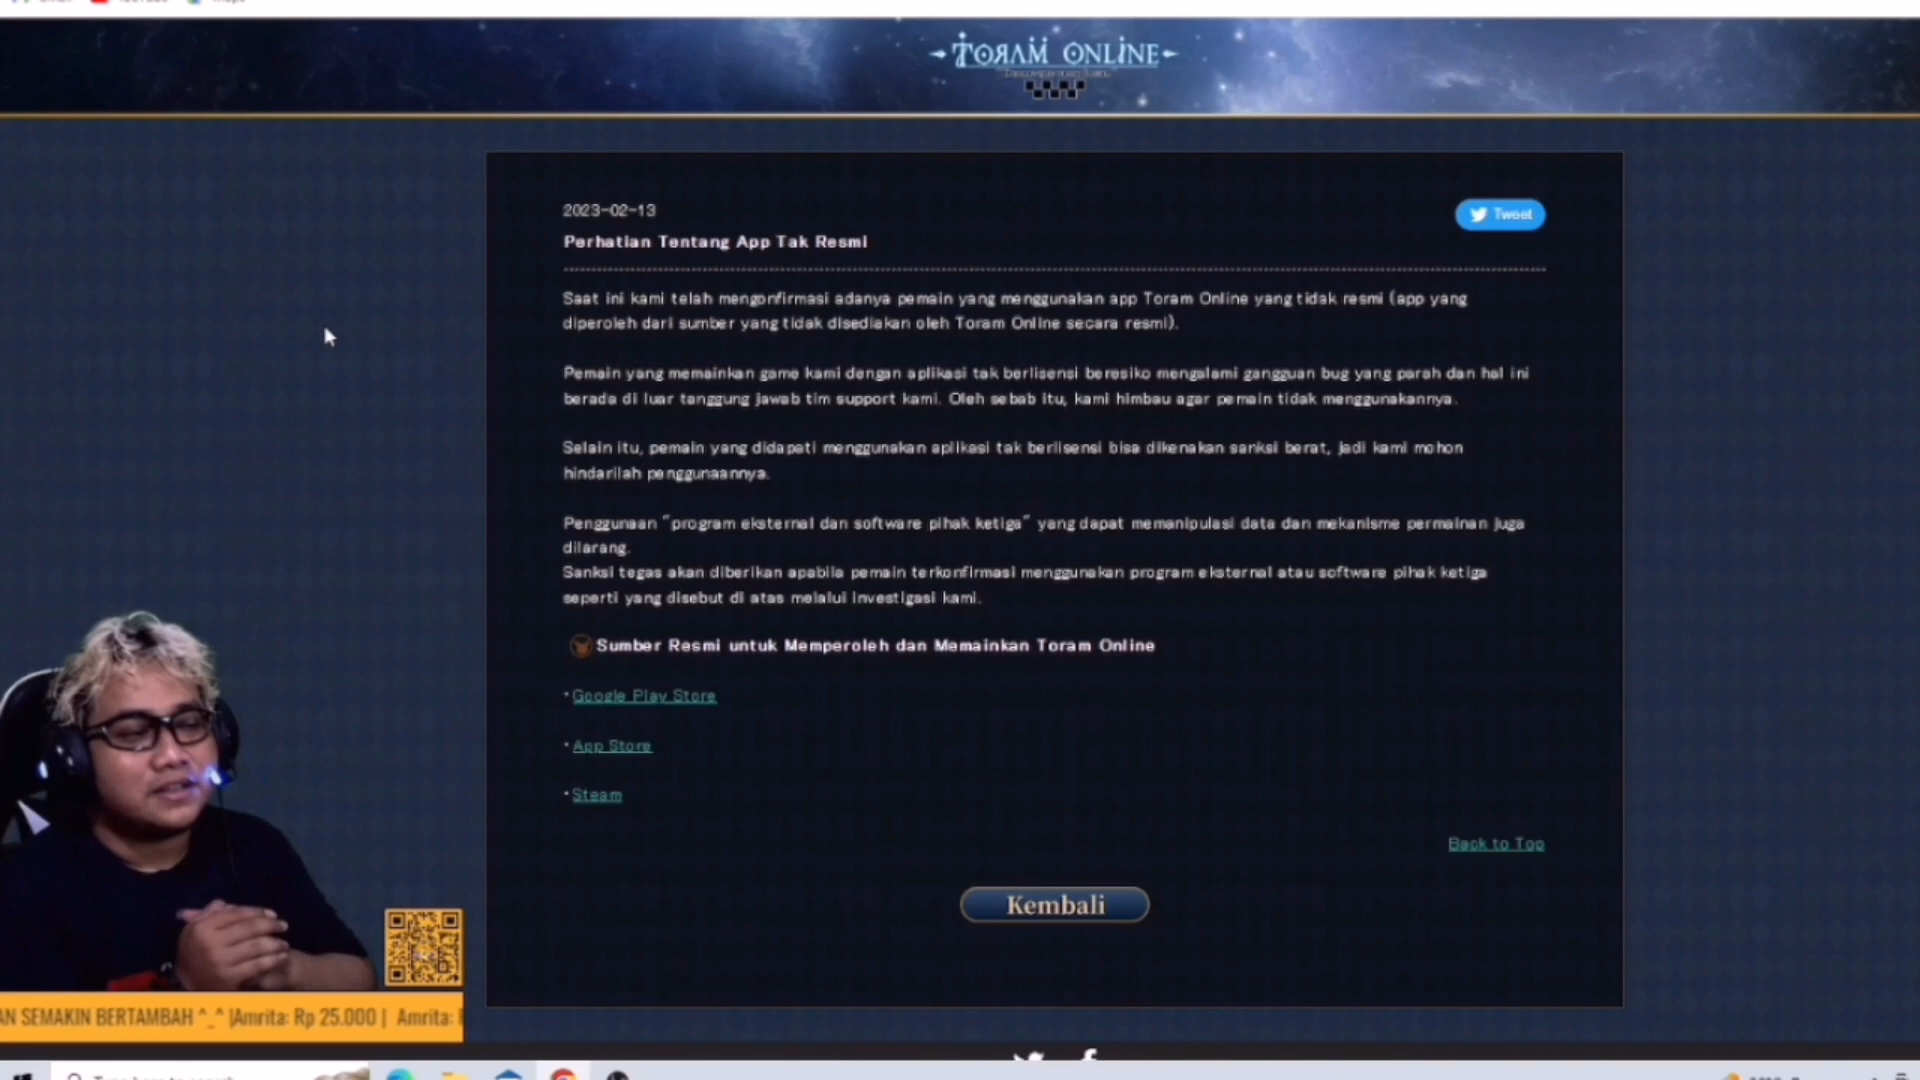 TORAM ONLINE
2023-02-13
Tweet
Perhatian Tentang App Tak Resmi
Saat ini kami telah mengonfirmasi adanya pemain yang menggunakan app Toram Online yang tidak resmi (app yang
diperoleh dari sumber yang tidak disediakan oleh Toram Online secara resmi).
Pemain yang memainkan game kami dengan aplikasi tak berlisensi beresiko mengalami gangguan bug yang parah dan hal ini
berada di luar tanggung jawab tim support kami. Oleh sebab itu, kami himbau agar pemain tidak menggunakannya.
Selain itu, pemain yang didapati menggunakan aplikasi tak berlisensi bisa dikenakan sanksi berat, jadi kami mohon
hindarilah penggunaannya.
Penggunaan "program eksternal dan software pihak ketiga" yang dapat memanipulasi data dan mekanisme permainan juga
dilarang.
Sanksi tegas akan diberikan apabila pemain terkonfirmasi menggunakan program eksternal atau software pihak ketiga
seperti yang disebut di atas melalui investigasi kami.
Sumber Resmi untuk Memperoleh dan Memainkan Toram Online
・Google Play Store
・App Store
・Steam
Back to Top
Kembali
AN SEMAKIN BERTAMBAH ^_^ |Amrita: Rp 25.000 | Amrita: